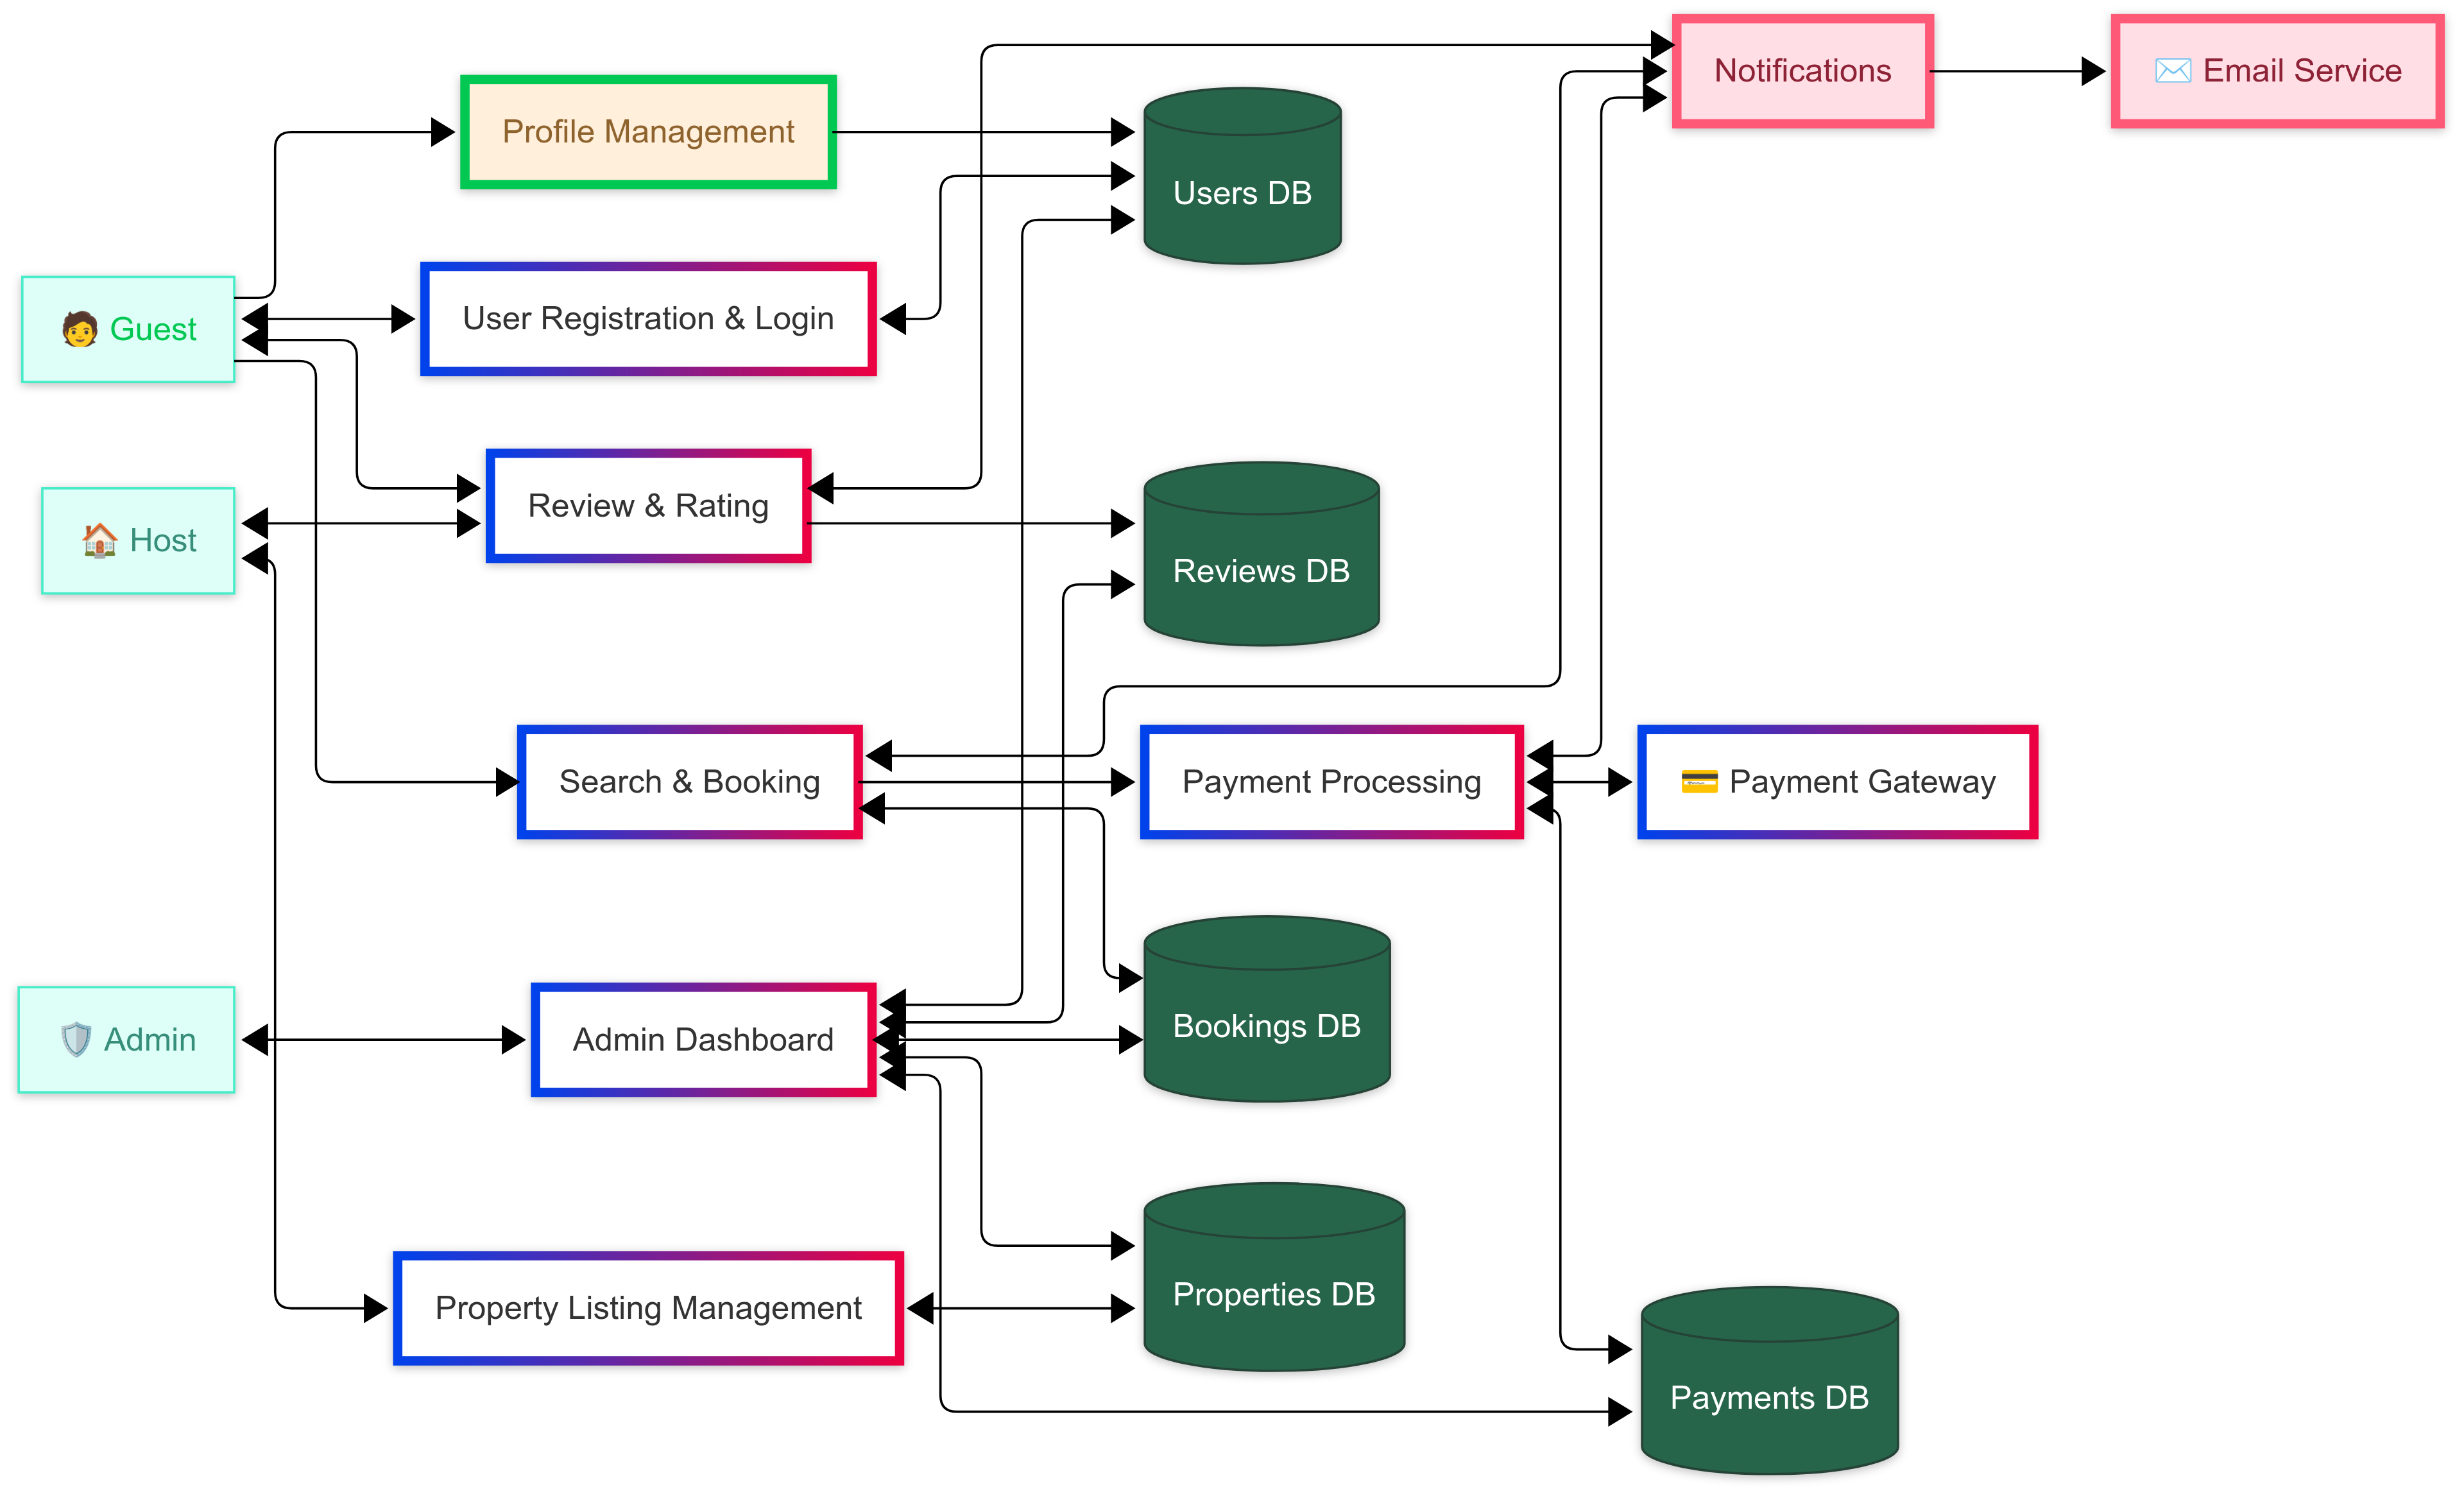 Notifications
Email Service
Profile Management
Users DB
User Registration & Login
Guest
Review & Rating
Host
Reviews DB
Search & Booking
Payment Processing
Payment Gateway
Admin
Admin Dashboard
Bookings DB
Property Listing Management
Properties DB
Payments DB